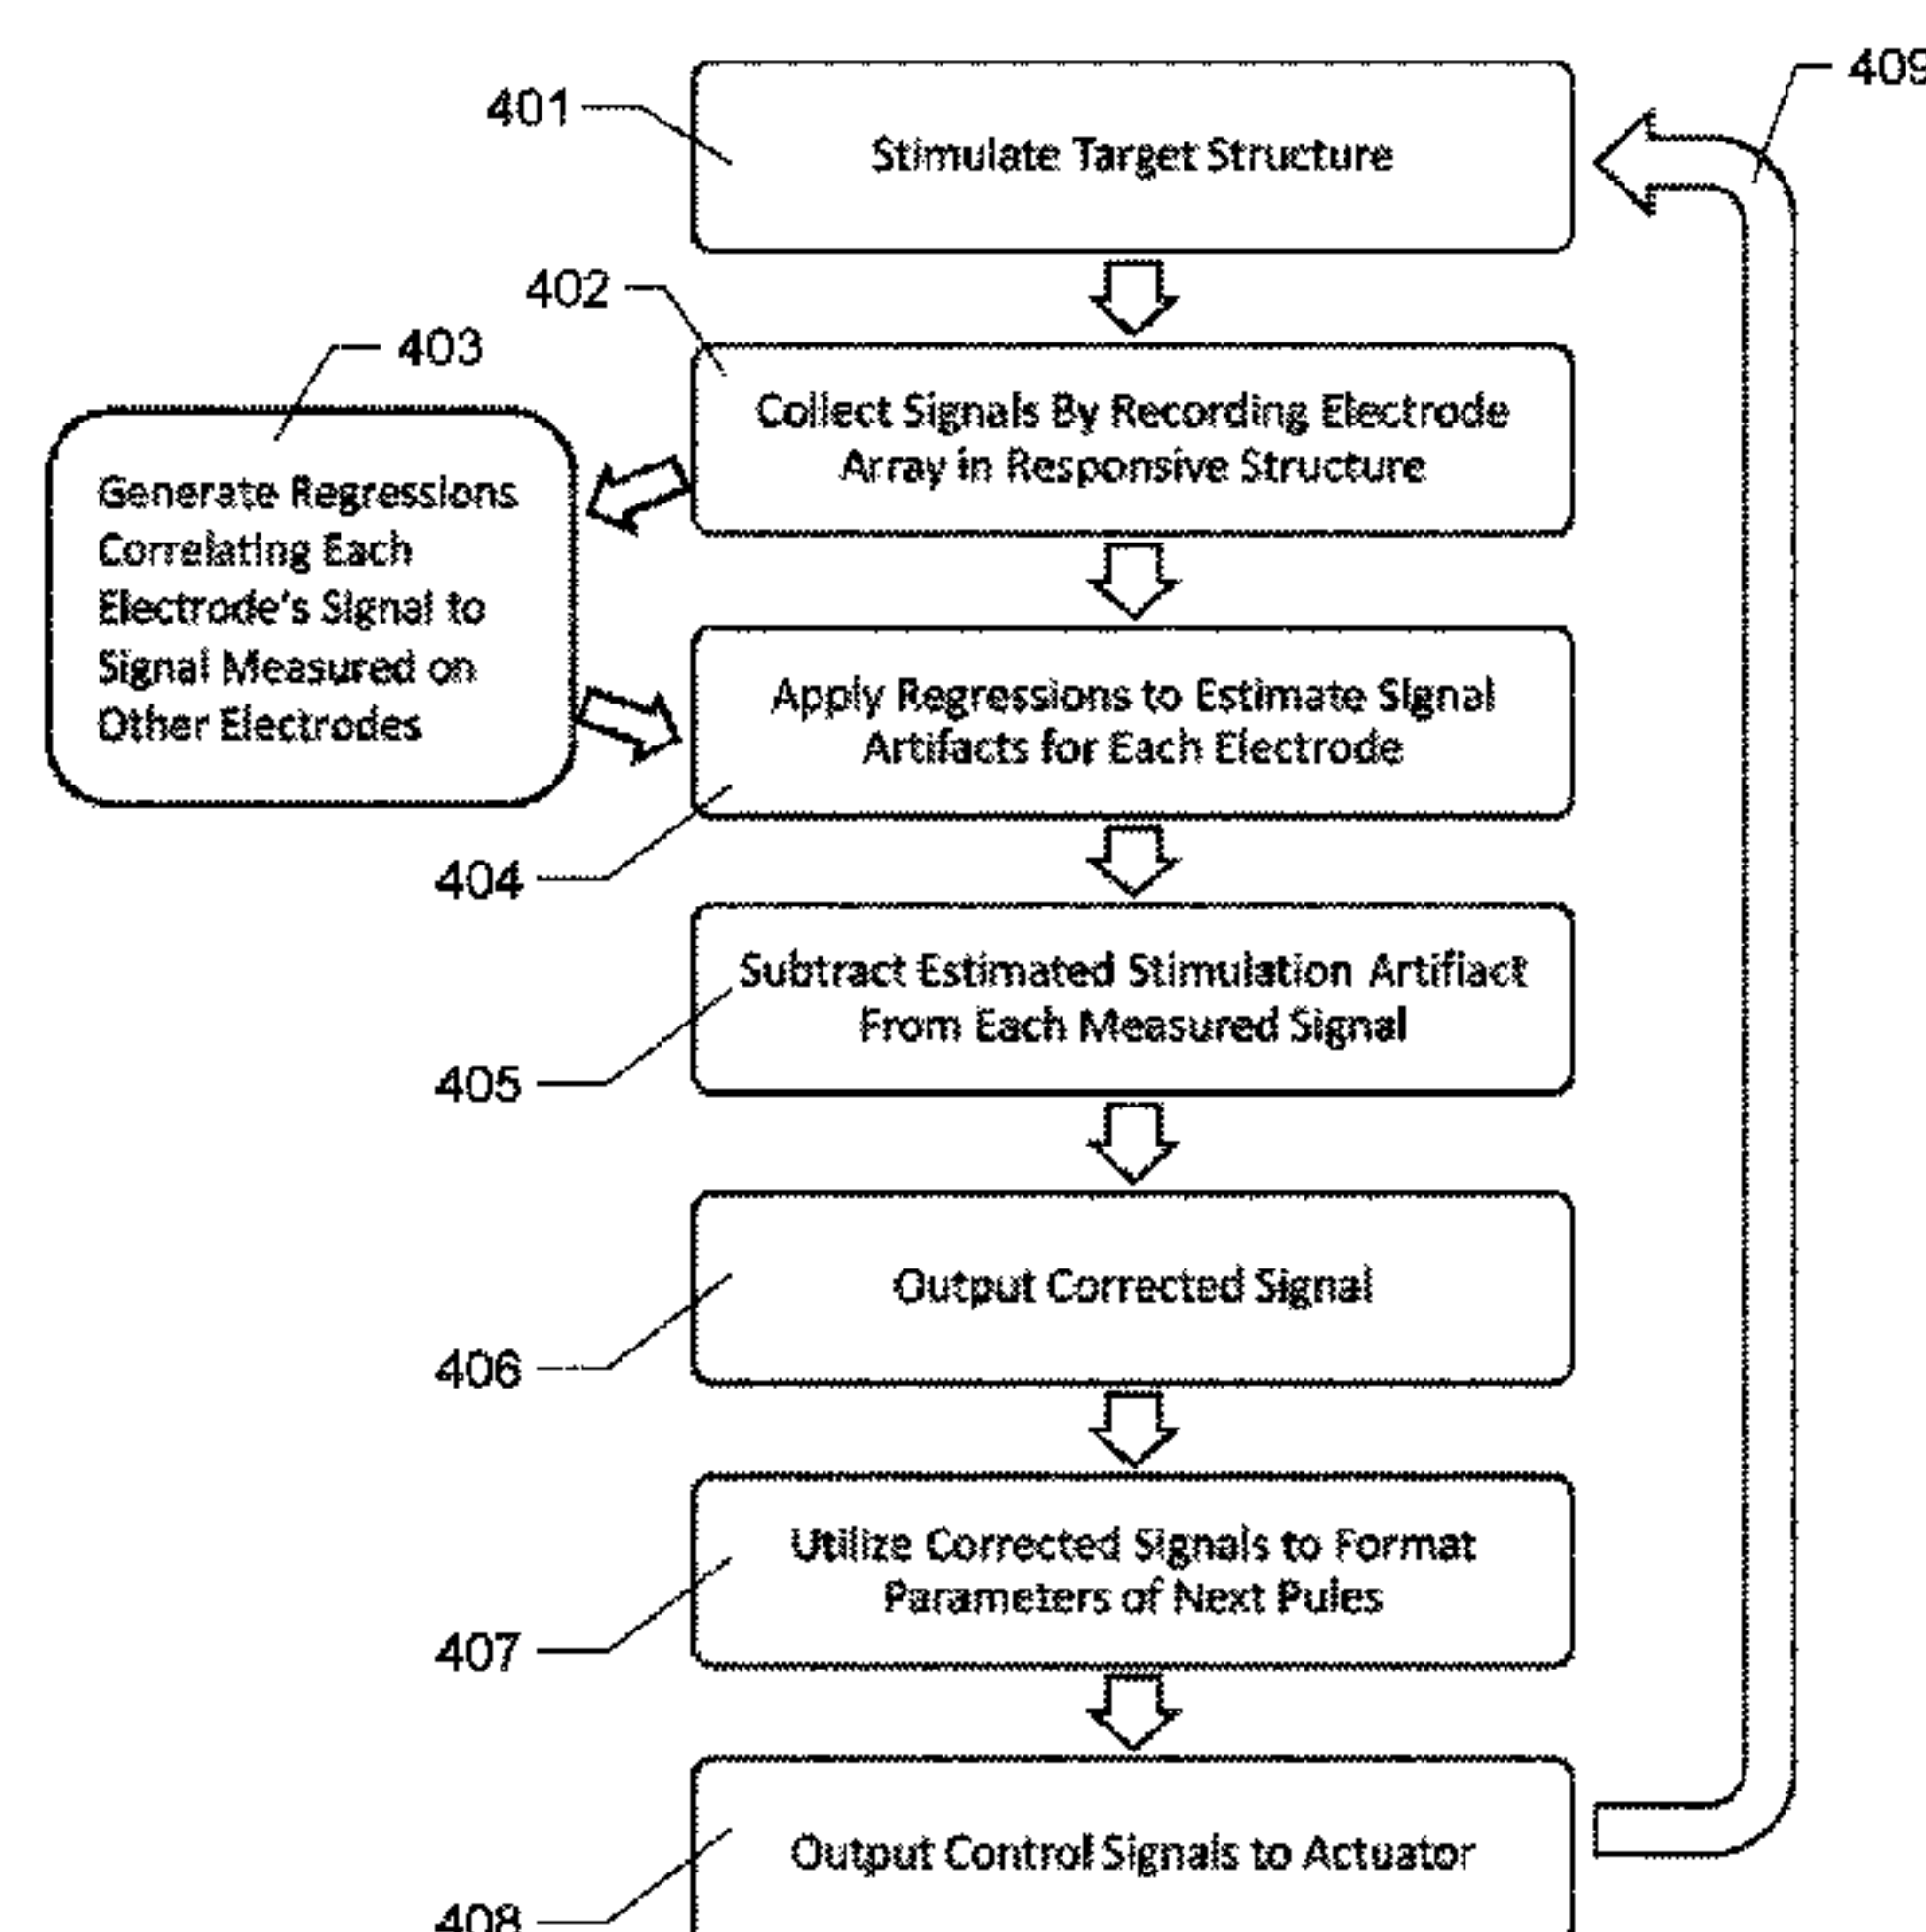 409
401
Stimulate Target Structure
402
Collect Signals By Recording Electrode
Array in Responsive Structure
403
Generate Regressions
Correlating Each
Electrode's Signal to
Signal Measured on
Other Electrodes
Apply Regressions to Estimate Signal
Artifacts for Each Electrode
404
Subtract Estimated Stimulation Artifiact
From Each Measured Signal
405
Output Corrected Signal
406
Utilize Corrected Signals to Format
Parameters of Next Pules
407
Output Control Signals to Actuator
408